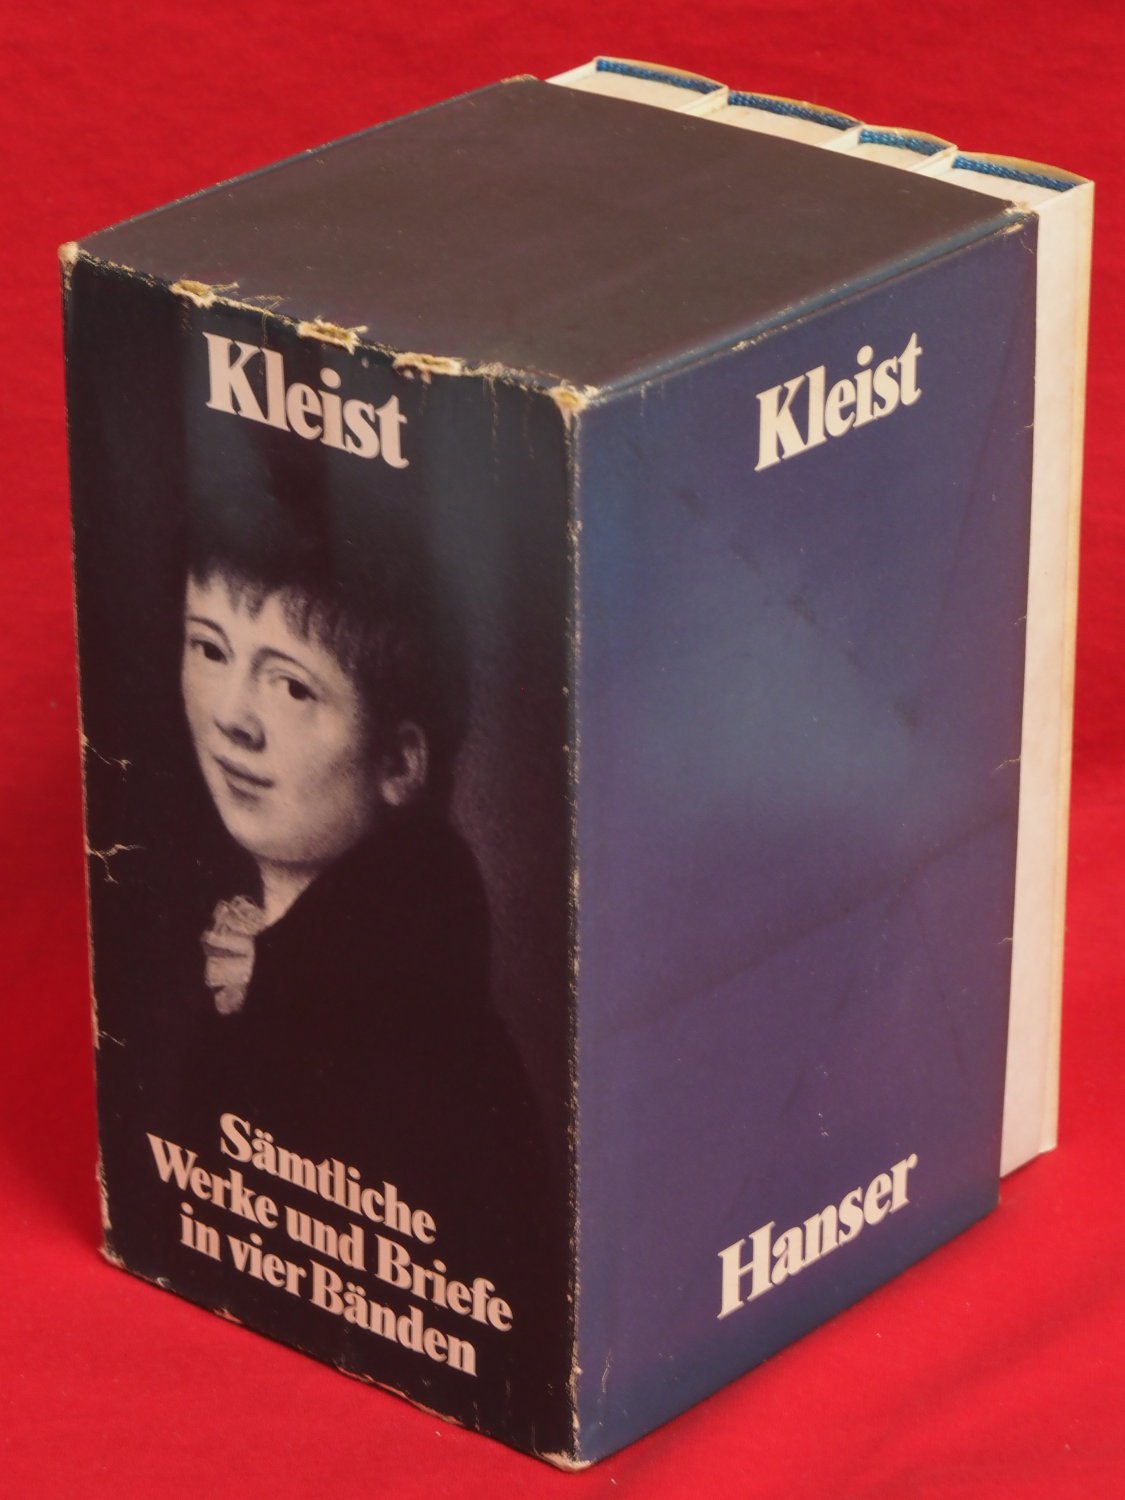 Kleist
Sämtliche
Werke und Briefe
in vier Bänden
Kleist
Hanser